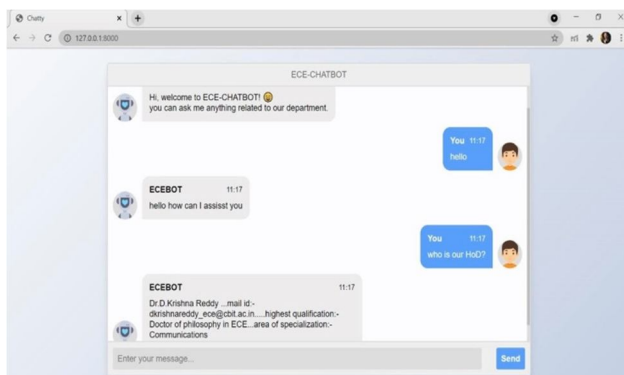 Chatty
127.0.0.1:8000
ECE-CHATBOT
Hi, welcome to ECE-CHATBOT! 😄
you can ask me anything related to our department.
You 11:17
hello
ECEBOT 11:17
hello how can I assisst you
You 11:17
who is our HoD?
ECEBOT 11:17
Dr.D.Krishna Reddy ...mail id:-
dkrishnareddy_ece@cbit.ac.in.....highest qualification:-
Doctor of philosophy in ECE...area of specialization:-
Communications
Enter your message...
Send